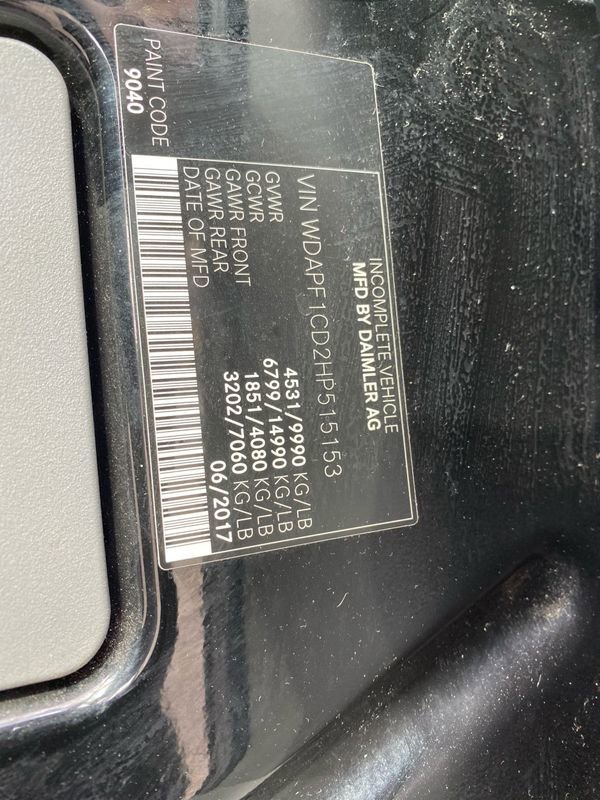 INCOMPLETE VEHICLE
MFD BY DAIMLER AG
VIN WDAPF1CD2HP515153
GVWR 4531/9990 KG/LB
GCWR 6799/14990 KG/LB
GAWR FRONT 1851/4080 KG/LB
GAWR REAR 3202/7060 KG/LB
DATE OF MFD 06/2017
PAINT CODE
9040